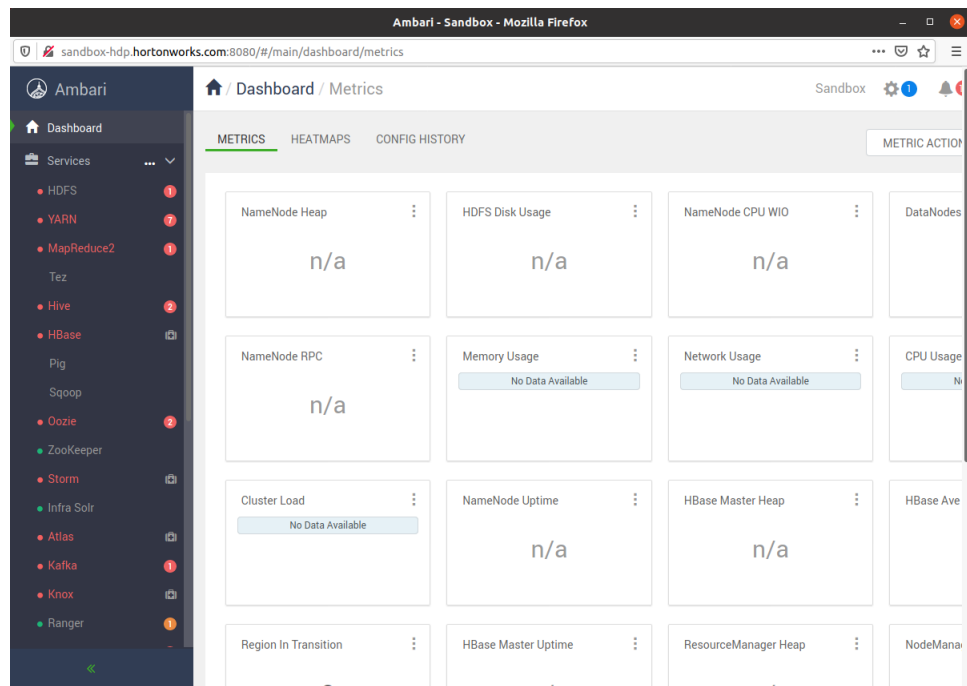 Ambari - Sandbox - Mozilla Firefox
sandbox-hdp.hortonworks.com:8080/#/main/dashboard/metrics
Ambari
/ Dashboard / Metrics
Sandbox
1
Dashboard
METRICS
HEATMAPS
CONFIG HISTORY
METRIC ACTION
Services
HDFS 1
YARN 7
MapReduce2 1
Tez
Hive 2
HBase
Pig
Sqoop
Oozie 2
ZooKeeper
Storm
Infra Solr
Atlas
Kafka 1
Knox
Ranger 1
NameNode Heap
n/a
HDFS Disk Usage
n/a
NameNode CPU WIO
n/a
DataNodes
NameNode RPC
n/a
Memory Usage
No Data Available
Network Usage
No Data Available
CPU Usage
Cluster Load
No Data Available
NameNode Uptime
n/a
HBase Master Heap
n/a
HBase Ave
Region In Transition
HBase Master Uptime
ResourceManager Heap
NodeMana